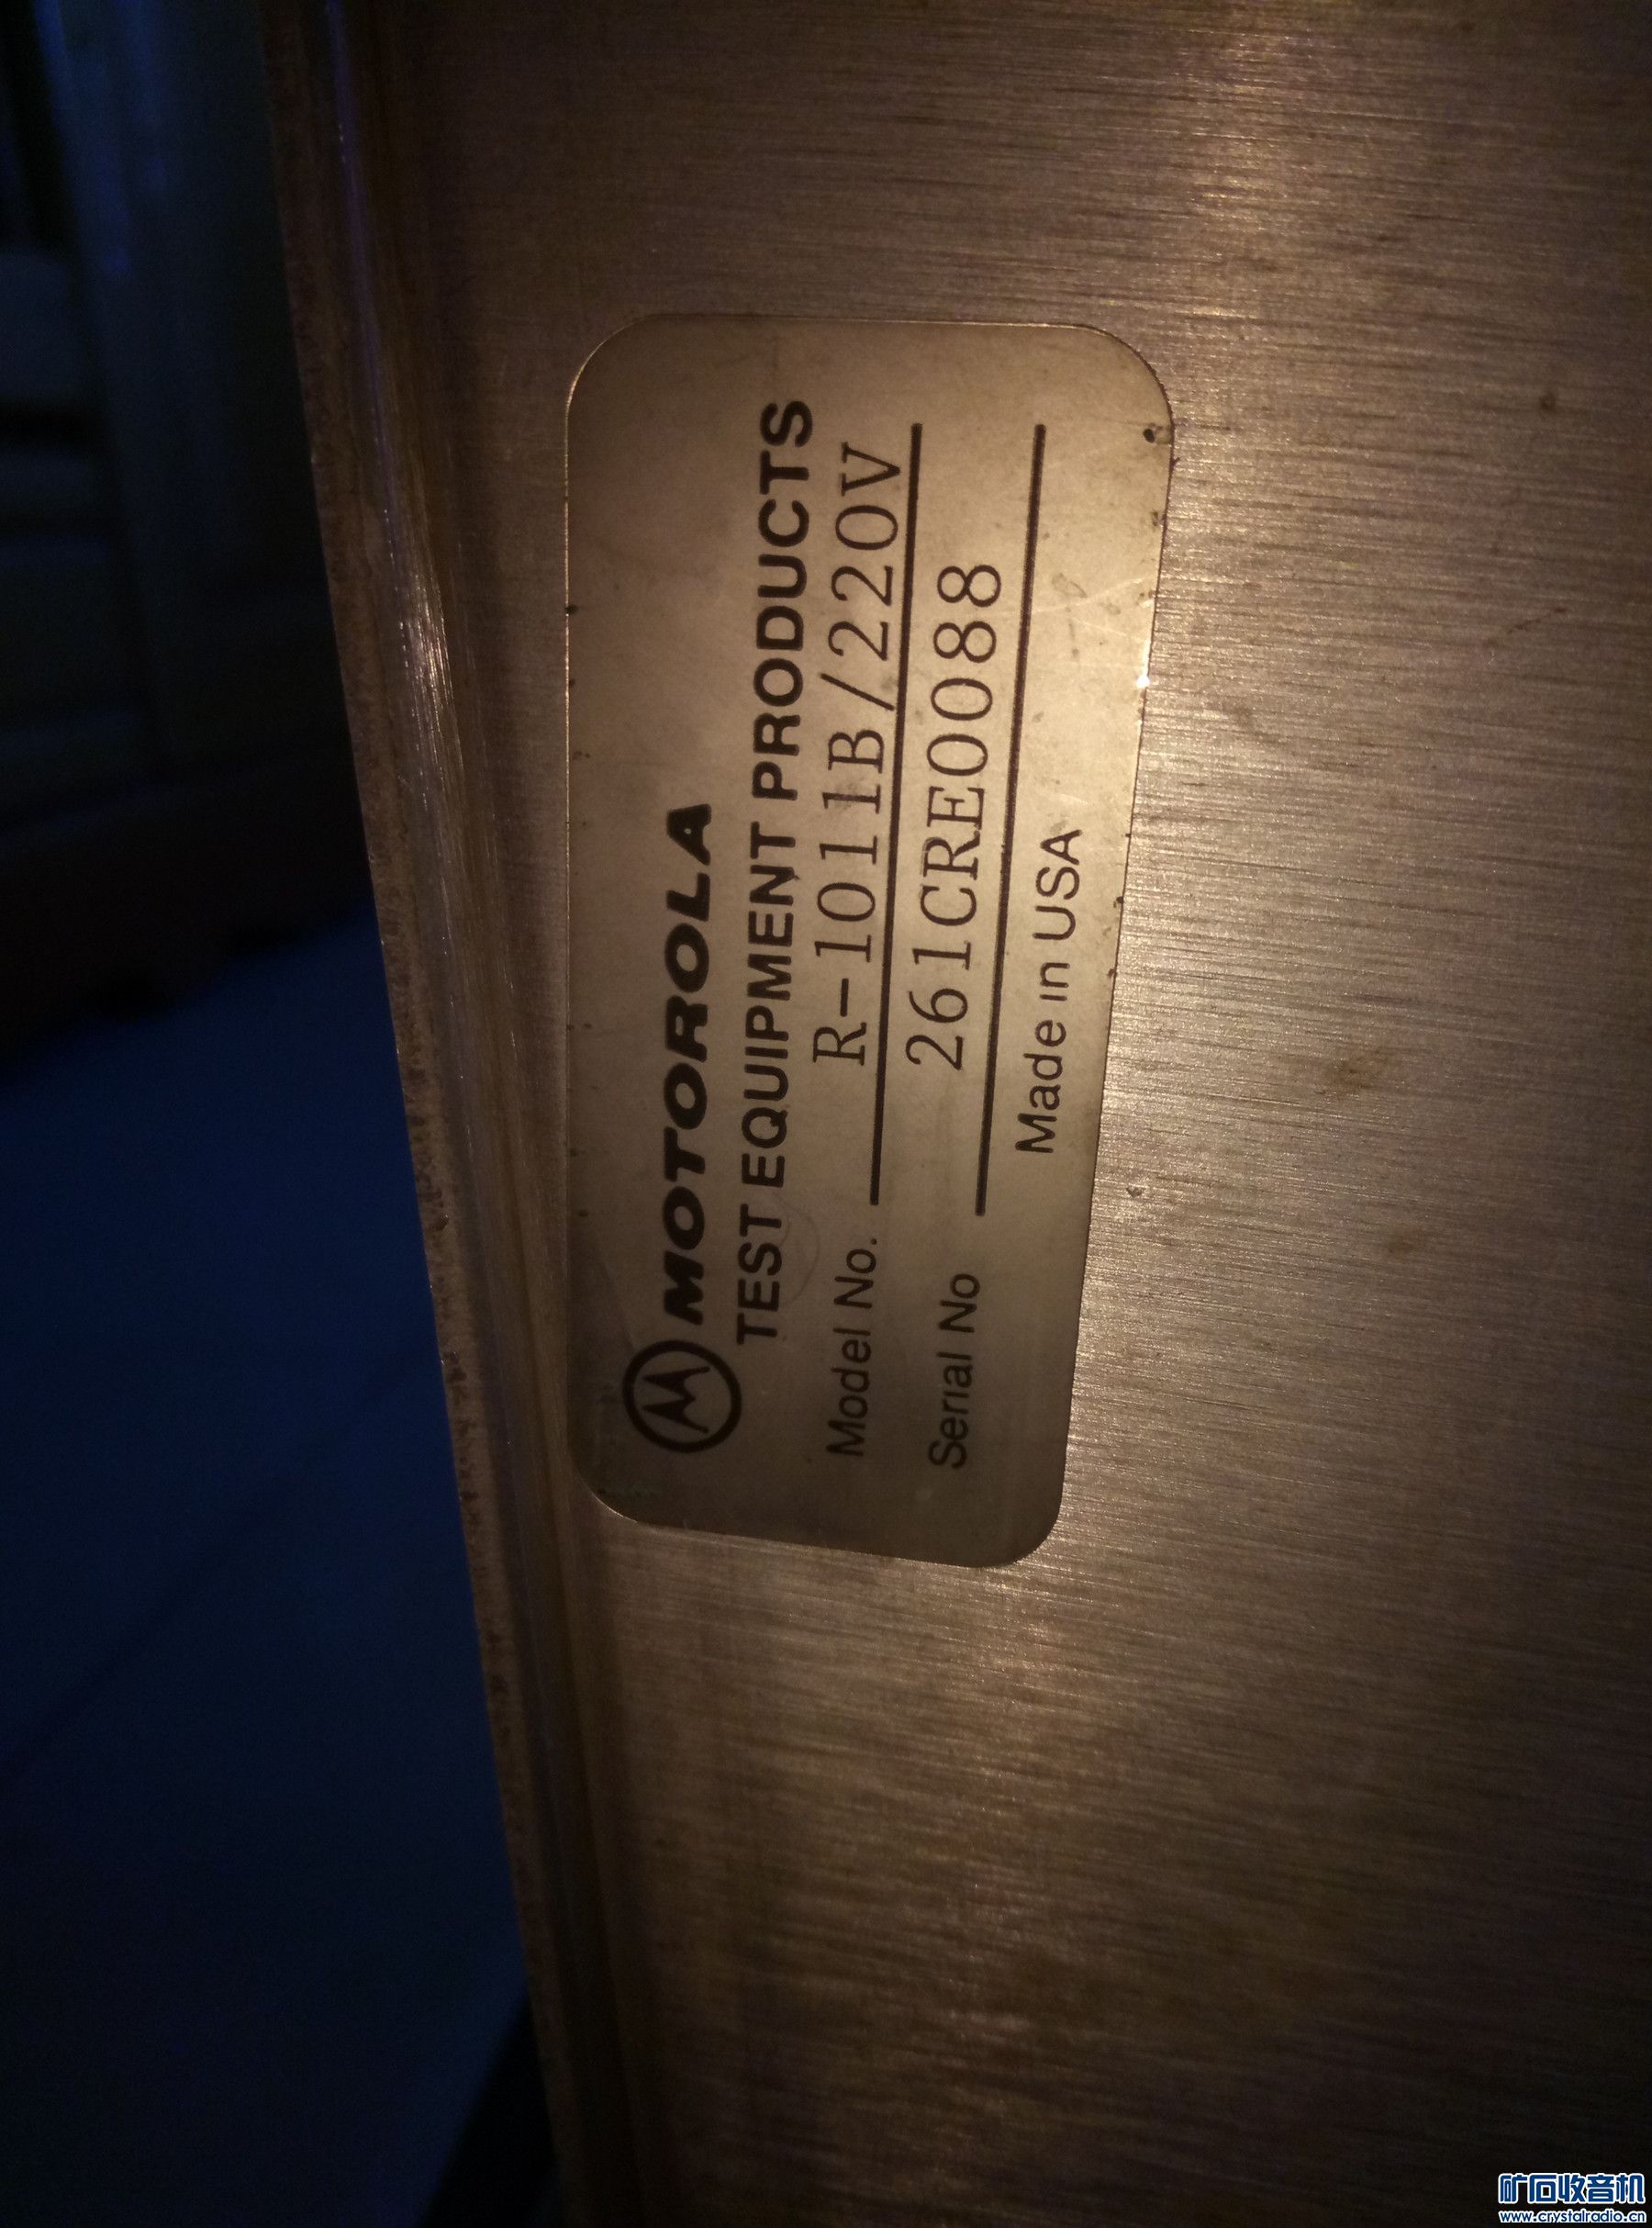 MOTOROLA
TEST EQUIPMENT PRODUCTS
Model No. R-1011B/220V
Serial No 261CRE0088
Made in USA
矿石收音机
www.crystalradio.cn